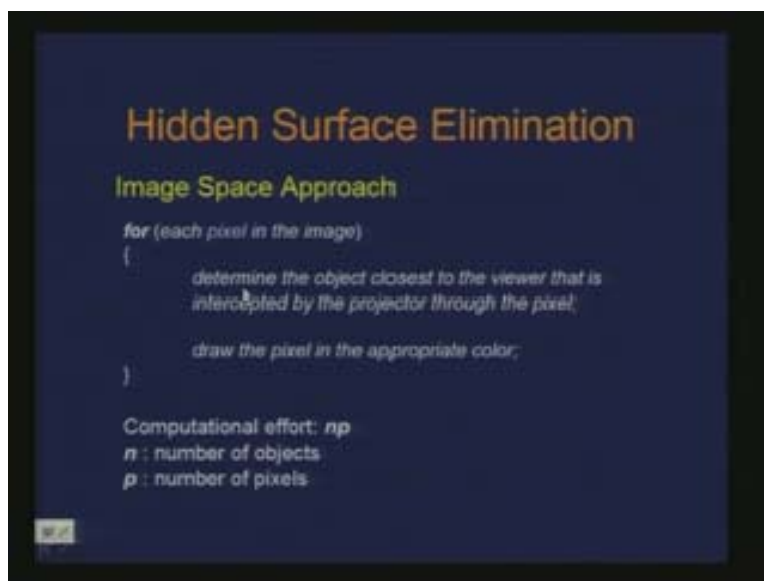 Hidden Surface Elimination
Image Space Approach
for (each pixel in the image)
{
determine the object closest to the viewer that is
intercepted by the projector through the pixel;
draw the pixel in the appropriate color;
}
Computational effort: np
n : number of objects
p : number of pixels